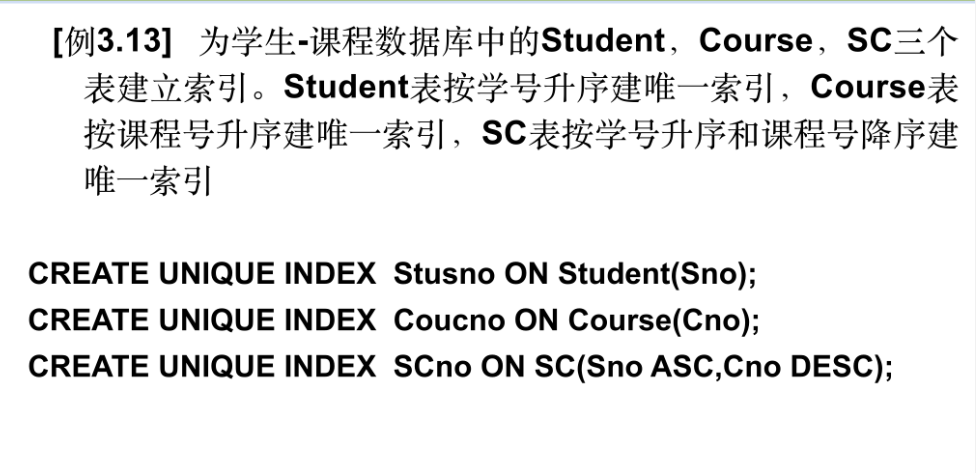 [例3.13] 为学生-课程数据库中的Student，Course，SC三个
表建立索引。Student表按学号升序建唯一索引，Course表
按课程号升序建唯一索引，SC表按学号升序和课程号降序建
唯一索引
CREATE UNIQUE INDEX Stusno ON Student(Sno);
CREATE UNIQUE INDEX Coucno ON Course(Cno);
CREATE UNIQUE INDEX SCno ON SC(Sno ASC,Cno DESC);